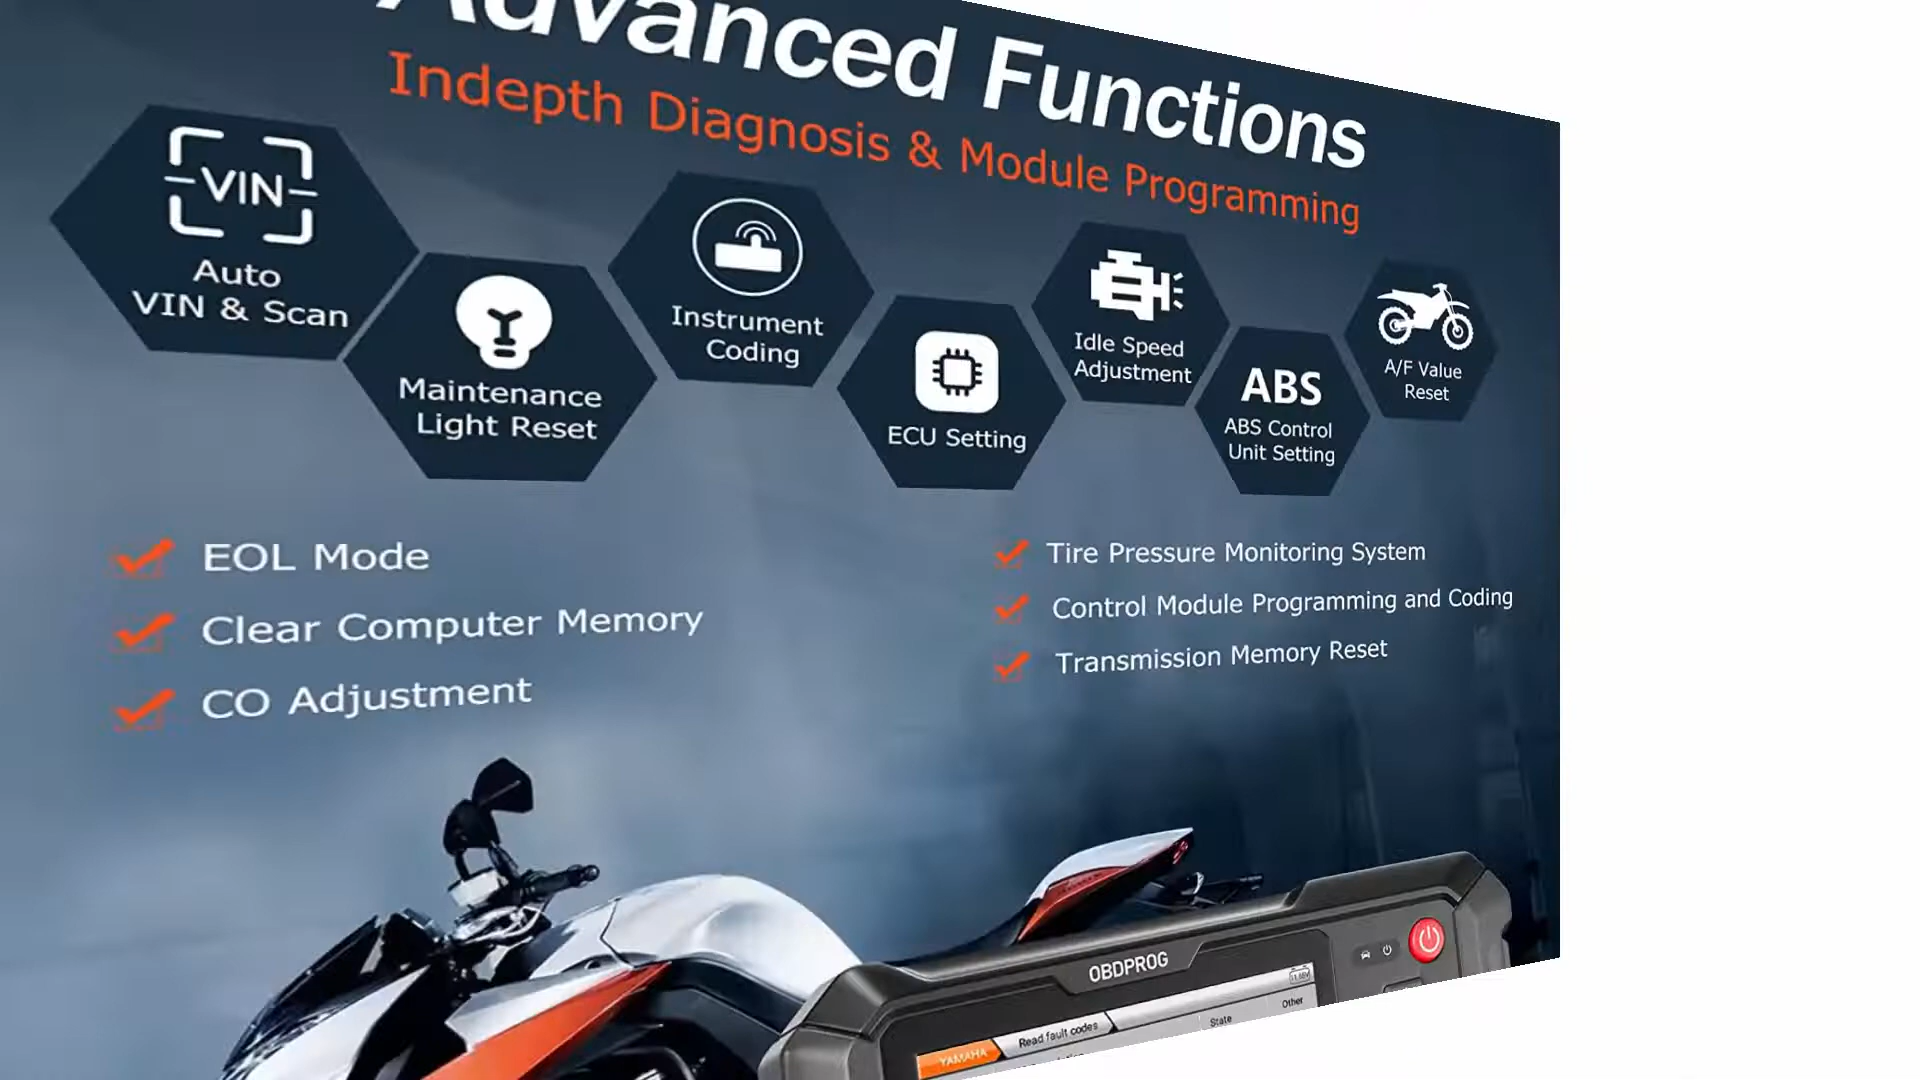 Advanced Functions
Indepth Diagnosis & Module Programming
VIN
Auto
VIN & Scan
Maintenance
Light Reset
Instrument
Coding
ECU Setting
Idle Speed
Adjustment
ABS
ABS Control
Unit Setting
A/F Value
Reset
EOL Mode
Clear Computer Memory
CO Adjustment
Tire Pressure Monitoring System
Control Module Programming and Coding
Transmission Memory Reset
OBDPROG
YAMAHA
Read fault codes
State
Other